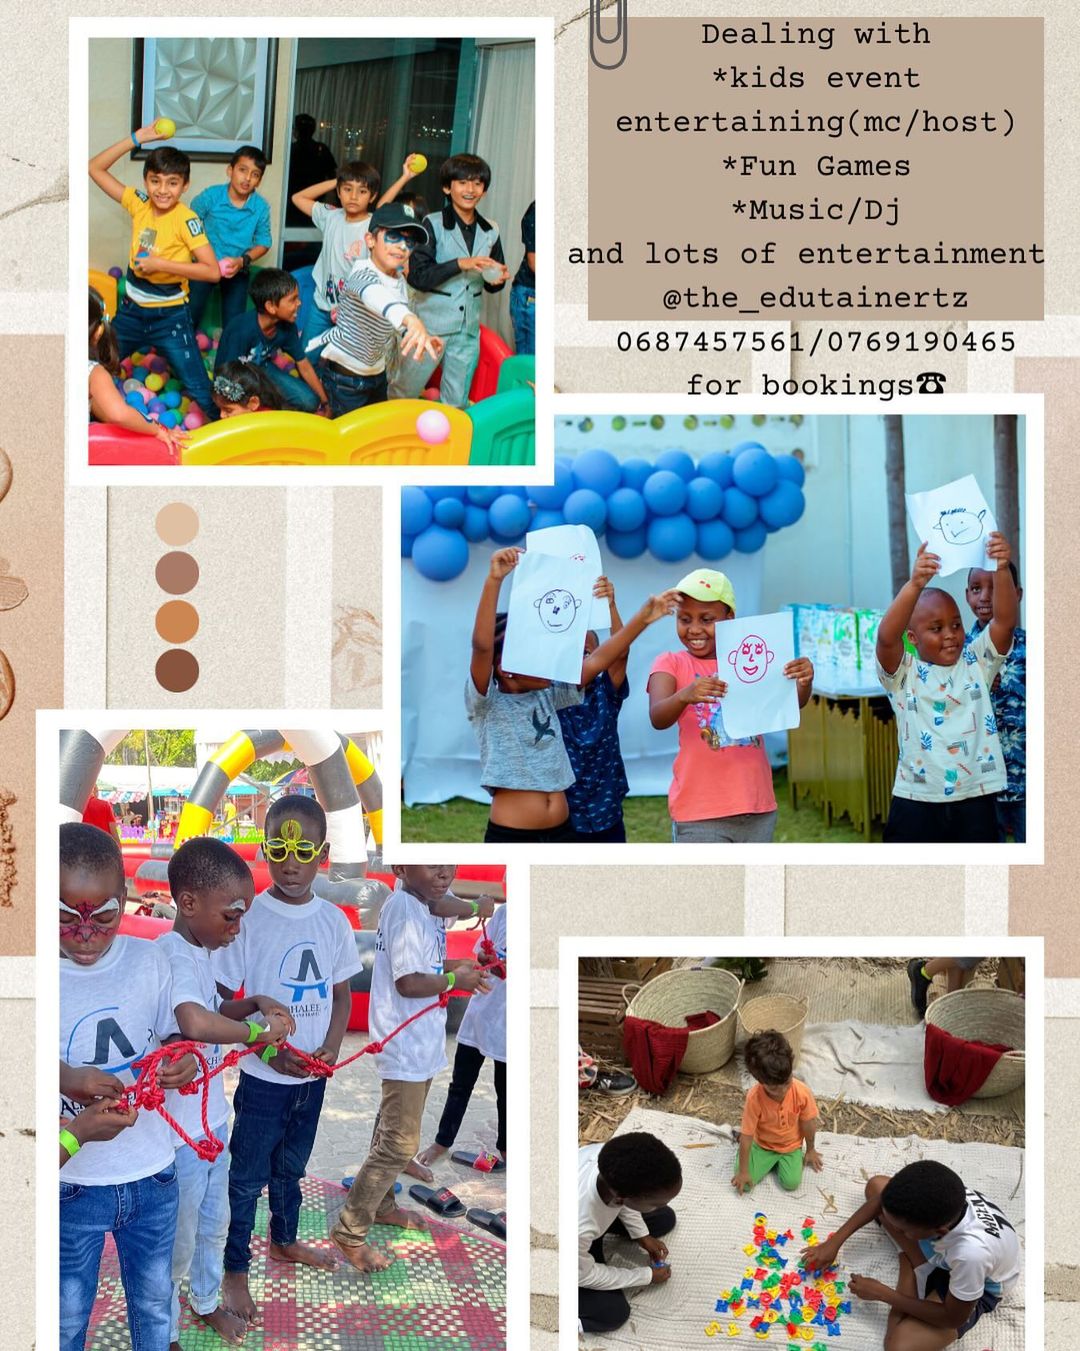 Dealing with
*kids event
entertaining(mc/host)
*Fun Games
*Music/Dj
and lots of entertainment
@the_edutainertz
0687457561/0769190465
for bookings☎